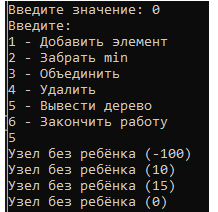 Введите значение: 0
Введите:
1 - Добавить элемент
2 - Забрать min
3 - Объединить
4 - Удалить
5 - Вывести дерево
6 - Закончить работу
5
Узел без ребёнка (-100)
Узел без ребёнка (10)
Узел без ребёнка (15)
Узел без ребёнка (0)